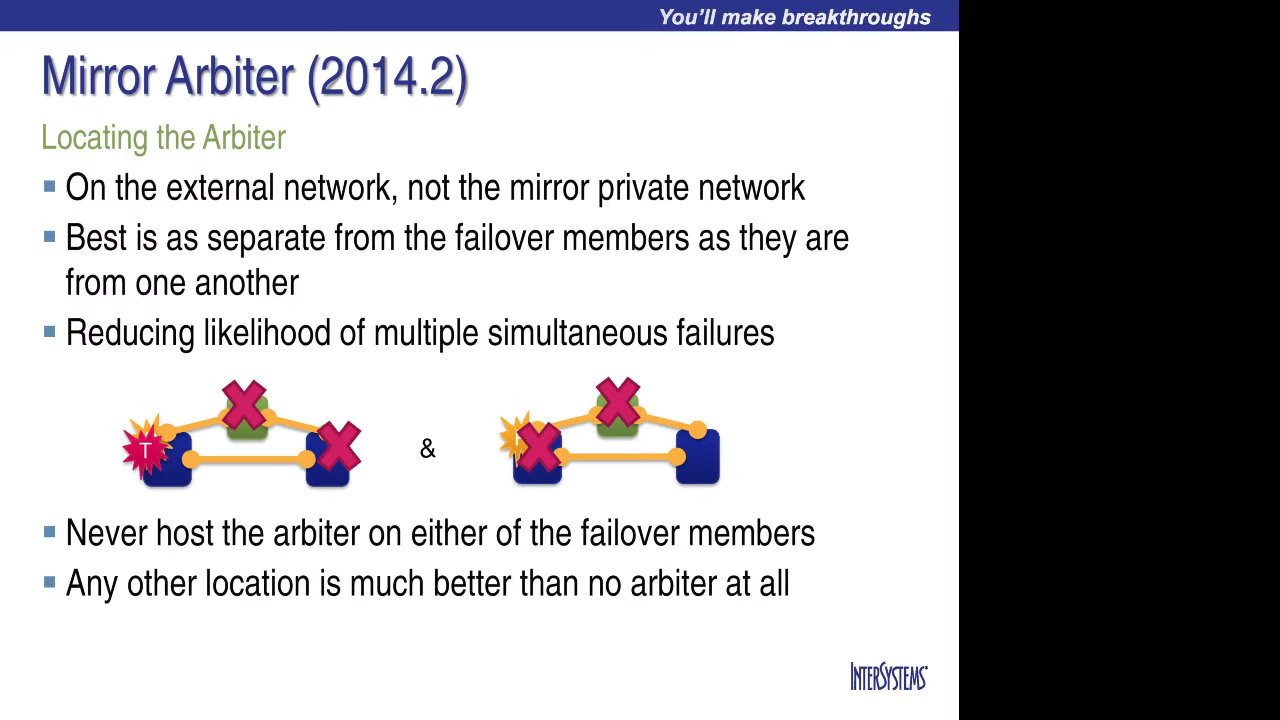 You'll make breakthroughs
Mirror Arbiter (2014.2)
Locating the Arbiter
On the external network, not the mirror private network
Best is as separate from the failover members as they are
from one another
Reducing likelihood of multiple simultaneous failures
T
&
Never host the arbiter on either of the failover members
Any other location is much better than no arbiter at all
INTERSYSTEMS